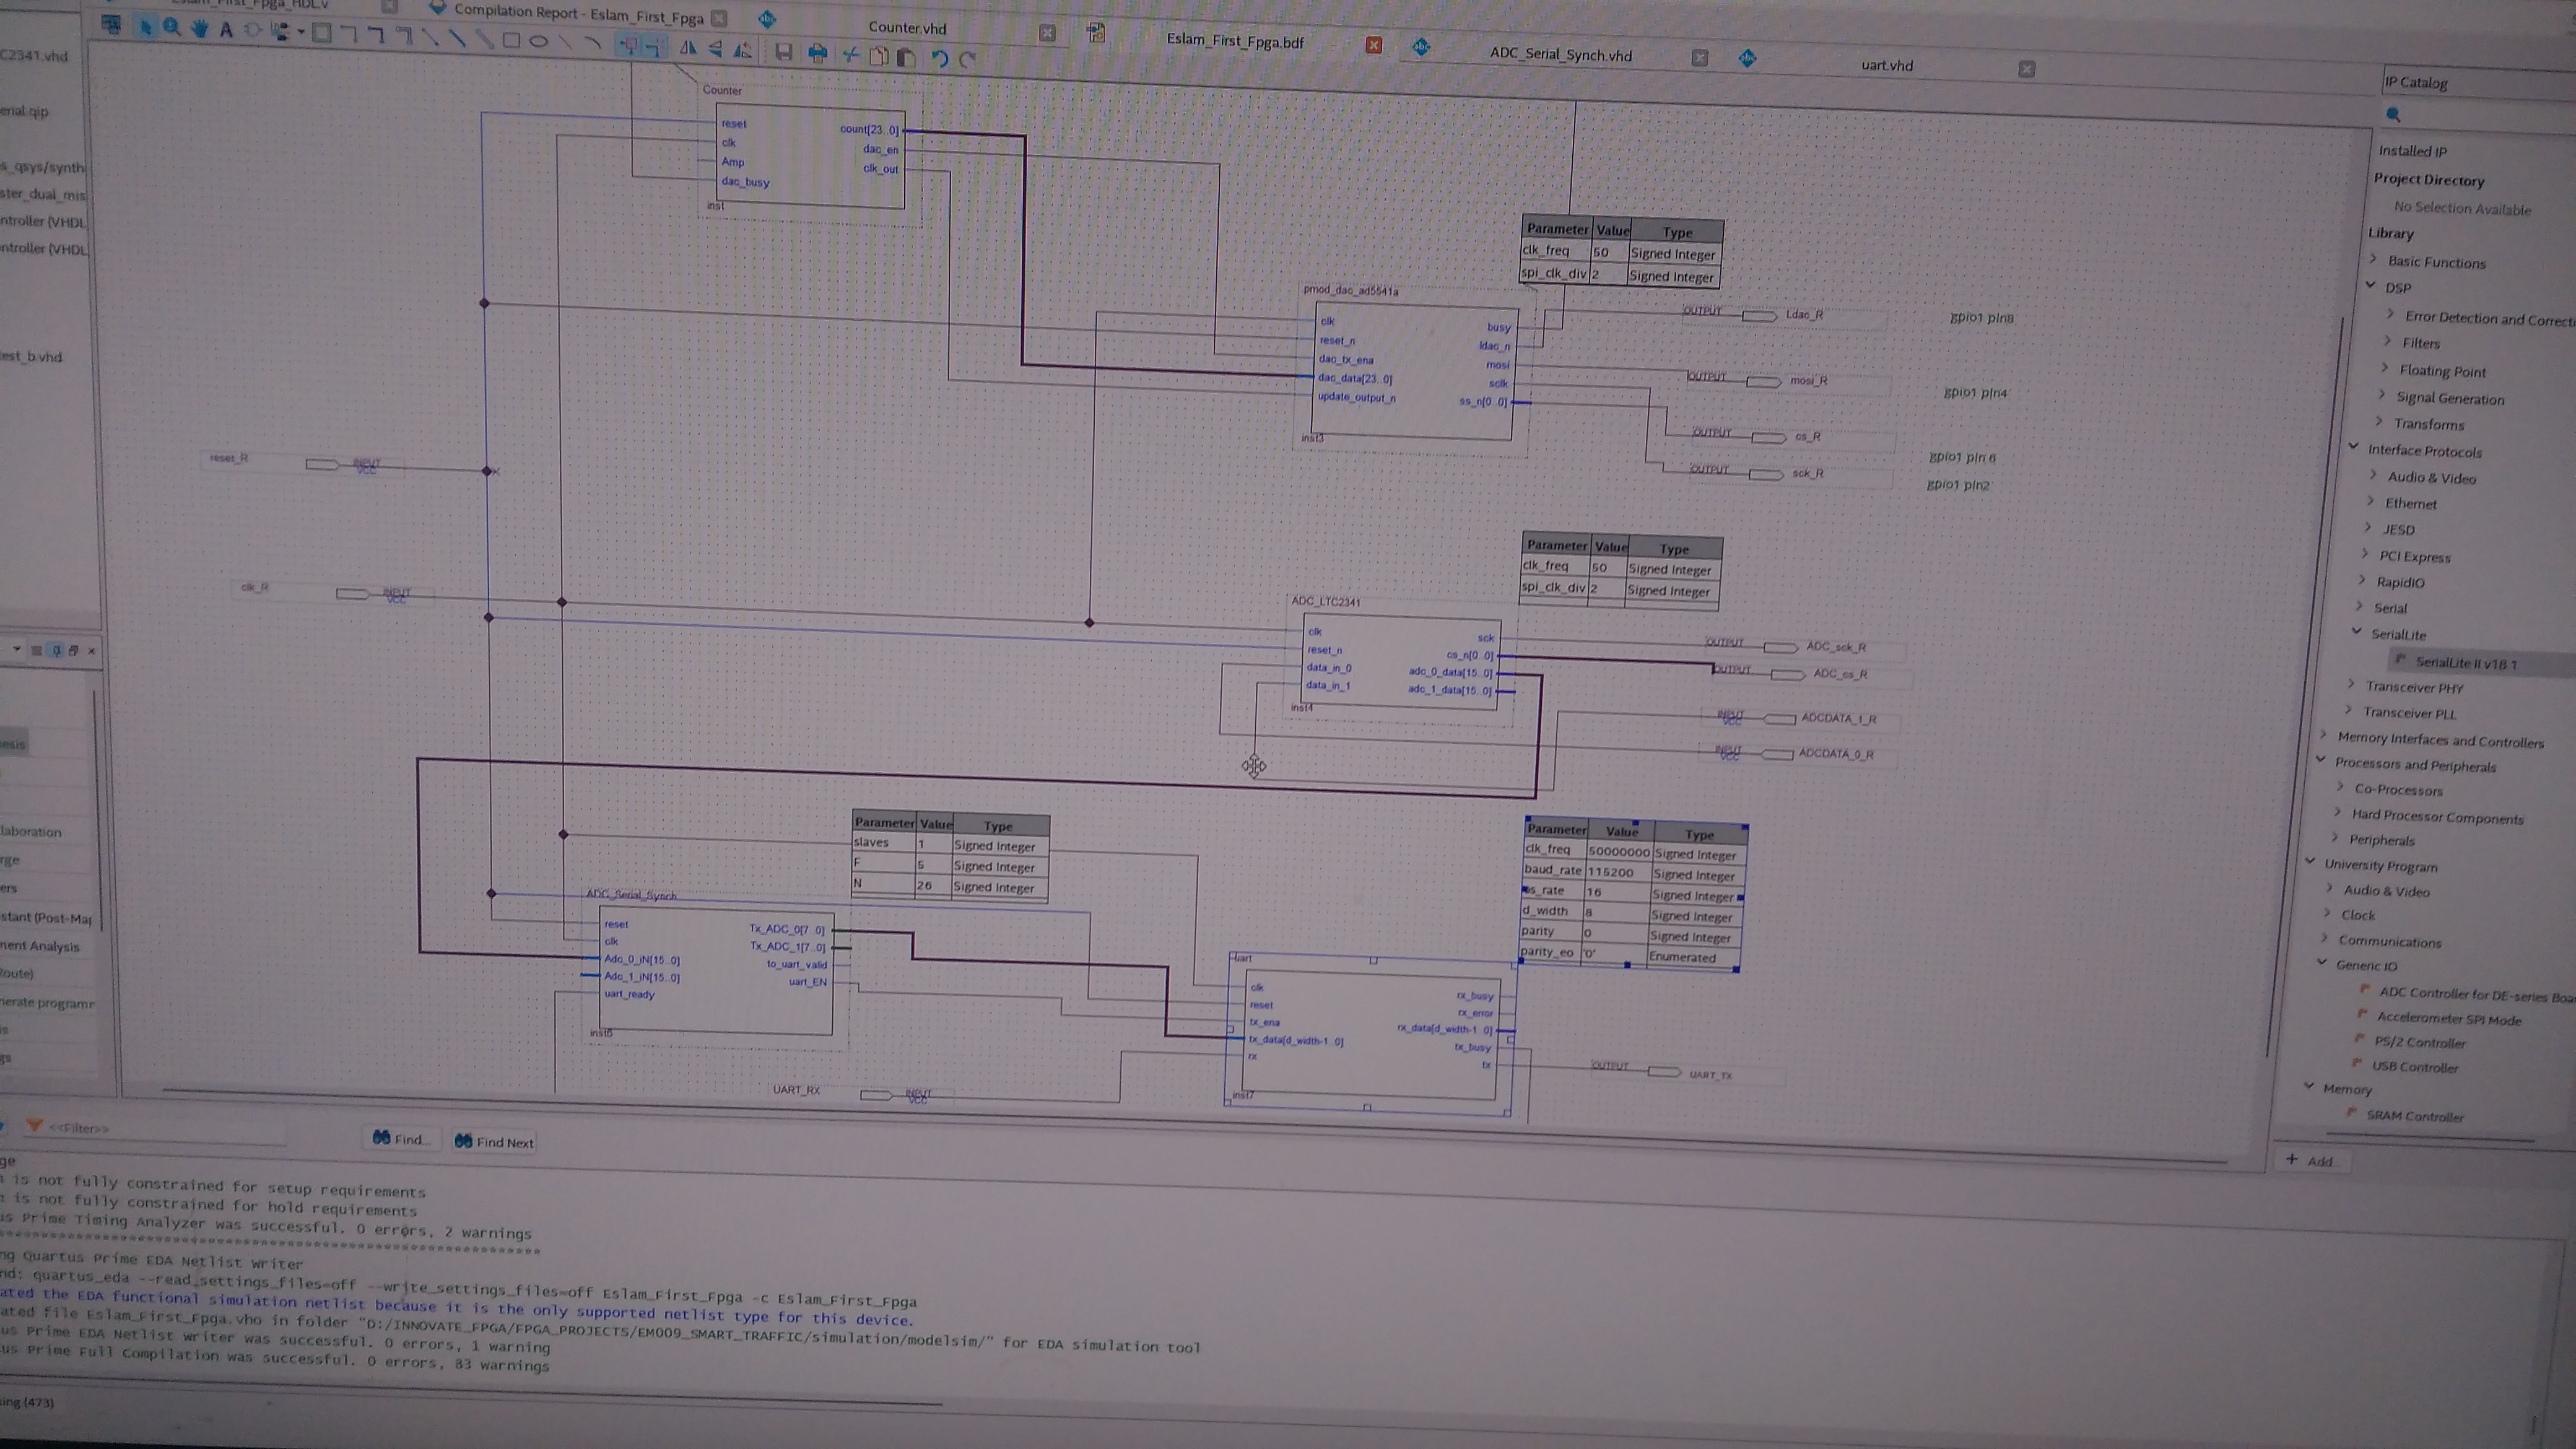 Compilation Report - Eslam_First_Fpga
Counter.vhd
Eslam_First_Fpga.bdf
ADC_Serial_Synch.vhd
uart.vhd
C2341.vhd
erial.qip
s_qsys/synth
ster_dual_mis
ntroller (VHDL
ntroller (VHDL
est_b.vhd
Counter
reset
clk
Amp
dac_busy
count[23..0]
dac_en
clk_out
inst
Parameter Value Type
clk_freq 50 Signed Integer
spi_clk_div 2 Signed Integer
pmod_dac_ad5541a
clk
reset_n
dac_tx_ena
dac_data[23..0]
update_output_n
busy
ldac_n
mosi
sclk
ss_n[0..0]
inst3
OUTPUT Ldac_R
gpio1 pin8
OUTPUT mosi_R
gpio1 pin4
OUTPUT cs_R
gpio1 pin 6
OUTPUT sck_R
gpio1 pin2
reset_R INPUT VCC
clk_R INPUT VCC
Parameter Value Type
clk_freq 50 Signed Integer
spi_clk_div 2 Signed Integer
ADC_LTC2341
clk
reset_n
data_in_0
data_in_1
sck
cs_n[0..0]
adc_0_data[15..0]
adc_1_data[15..0]
inst4
OUTPUT ADC_sck_R
OUTPUT ADC_cs_R
INPUT VCC ADCDATA_1_R
INPUT VCC ADCDATA_0_R
Parameter Value Type
slaves 1 Signed Integer
F 5 Signed Integer
N 26 Signed Integer
ADC_Serial_Synch
reset
clk
Adc_0_iN[15..0]
Adc_1_iN[15..0]
uart_ready
Tx_ADC_0[7..0]
Tx_ADC_1[7..0]
to_uart_valid
uart_EN
Parameter Value Type
clk_freq 50000000 Signed Integer
baud_rate 115200 Signed Integer
os_rate 16 Signed Integer
d_width 8 Signed Integer
parity 0 Signed Integer
parity_eo '0' Enumerated
uart
clk
reset
tx_ena
tx_data[d_width-1..0]
rx
rx_busy
rx_error
rx_data[d_width-1..0]
tx_busy
tx
inst7
UART_RX INPUT VCC
OUTPUT UART_TX
esis
laboration
rge
ers
stant (Post-Map
ment Analysis
Route)
nerate programr
IP Catalog
Installed IP
Project Directory
No Selection Available
Library
Basic Functions
DSP
Error Detection and Correcti
Filters
Floating Point
Signal Generation
Transforms
Interface Protocols
Audio & Video
Ethernet
JESD
PCI Express
RapidIO
Serial
SerialLite
SerialLite II v18.1
Transceiver PHY
Transceiver PLL
Memory Interfaces and Controllers
Processors and Peripherals
Co-Processors
Hard Processor Components
Peripherals
University Program
Audio & Video
Clock
Communications
Generic IO
ADC Controller for DE-series Boa
Accelerometer SPI Mode
PS/2 Controller
USB Controller
Memory
SRAM Controller
+ Add...
<<Filter>>
Find...
Find Next
ge
is not fully constrained for setup requirements
is not fully constrained for hold requirements
us Prime Timing Analyzer was successful. 0 errors, 2 warnings
ng Quartus Prime EDA Netlist Writer
nd: quartus_eda --read_settings_files=off --write_settings_files=off Eslam_First_Fpga -c Eslam_First_Fpga
ated the EDA functional simulation netlist because it is the only supported netlist type for this device.
ated file Eslam_First_Fpga.vho in folder "D:/INNOVATE_FPGA/FPGA_PROJECTS/EM009_SMART_TRAFFIC/simulation/modelsim/" for EDA simulation tool
us Prime EDA Netlist Writer was successful. 0 errors, 1 warning
us Prime Full Compilation was successful. 0 errors, 83 warnings
ing (473)